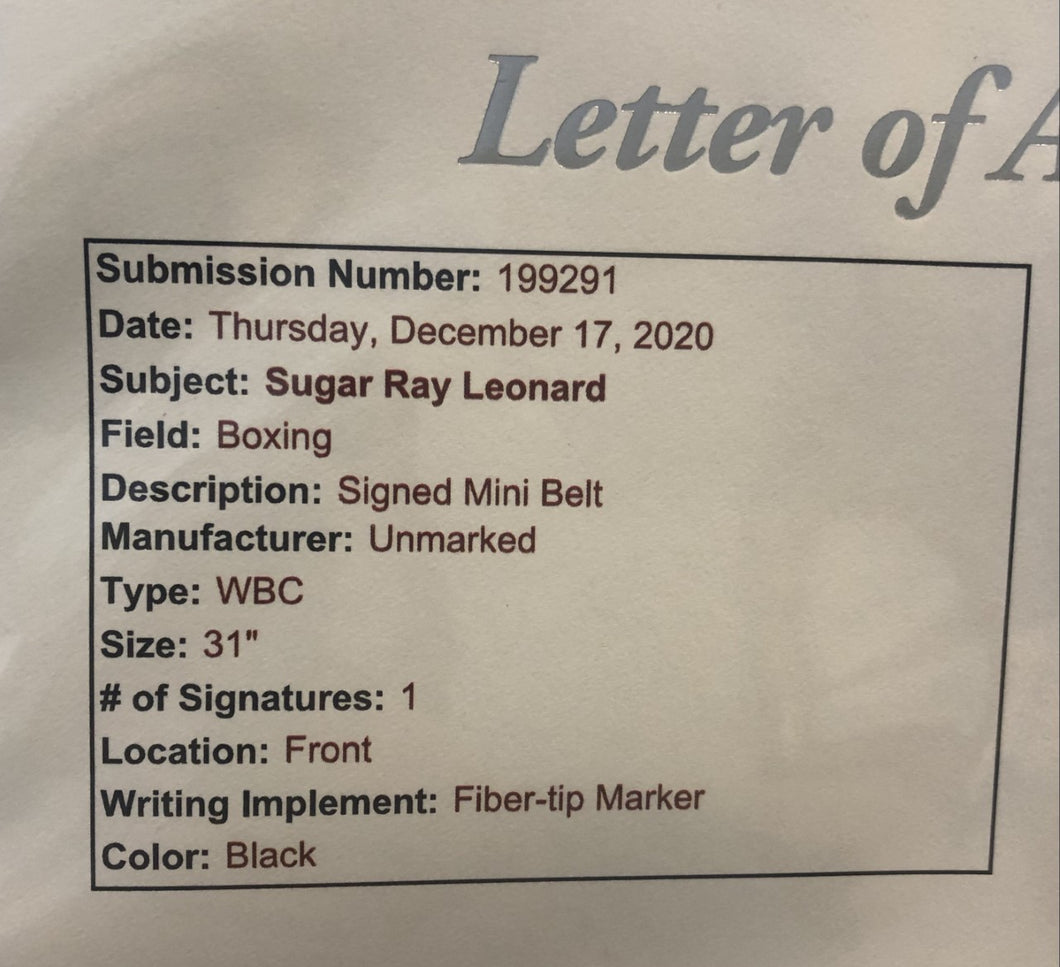 Letter of A
Submission Number: 199291
Date: Thursday, December 17, 2020
Subject: Sugar Ray Leonard
Field: Boxing
Description: Signed Mini Belt
Manufacturer: Unmarked
Type: WBC
Size: 31"
# of Signatures: 1
Location: Front
Writing Implement: Fiber-tip Marker
Color: Black